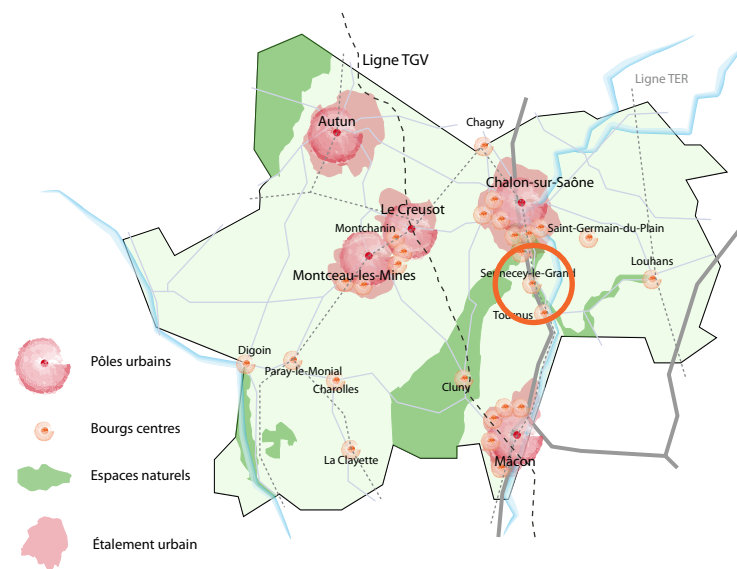 Ligne TGV
Ligne TER
Autun
Chagny
Chalon-sur-Saône
Le Creusot
Montchanin
Saint-Germain-du-Plain
Montceau-les-Mines
Sennecey-le-Grand
Louhans
Tournus
Digoin
Paray-le-Monial
Charolles
Cluny
La Clayette
Mâcon
Pôles urbains
Bourgs centres
Espaces naturels
Étalement urbain